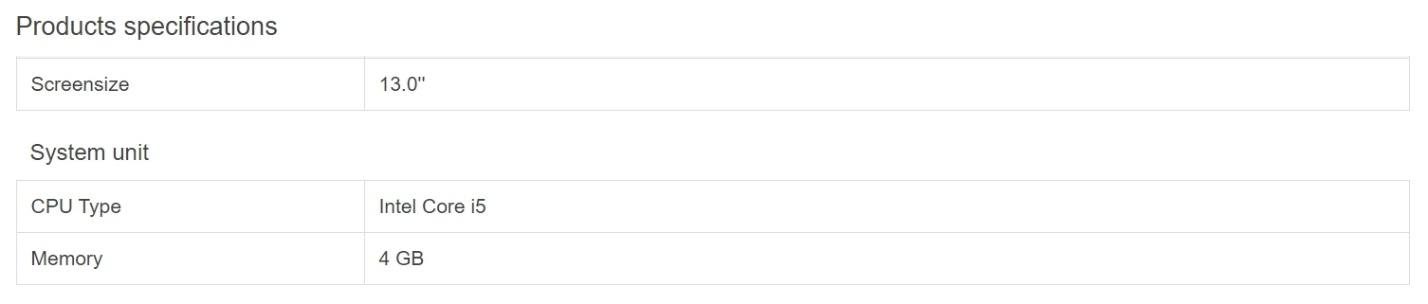 Products specifications
Screensize 13.0"
System unit
CPU Type Intel Core i5
Memory 4 GB